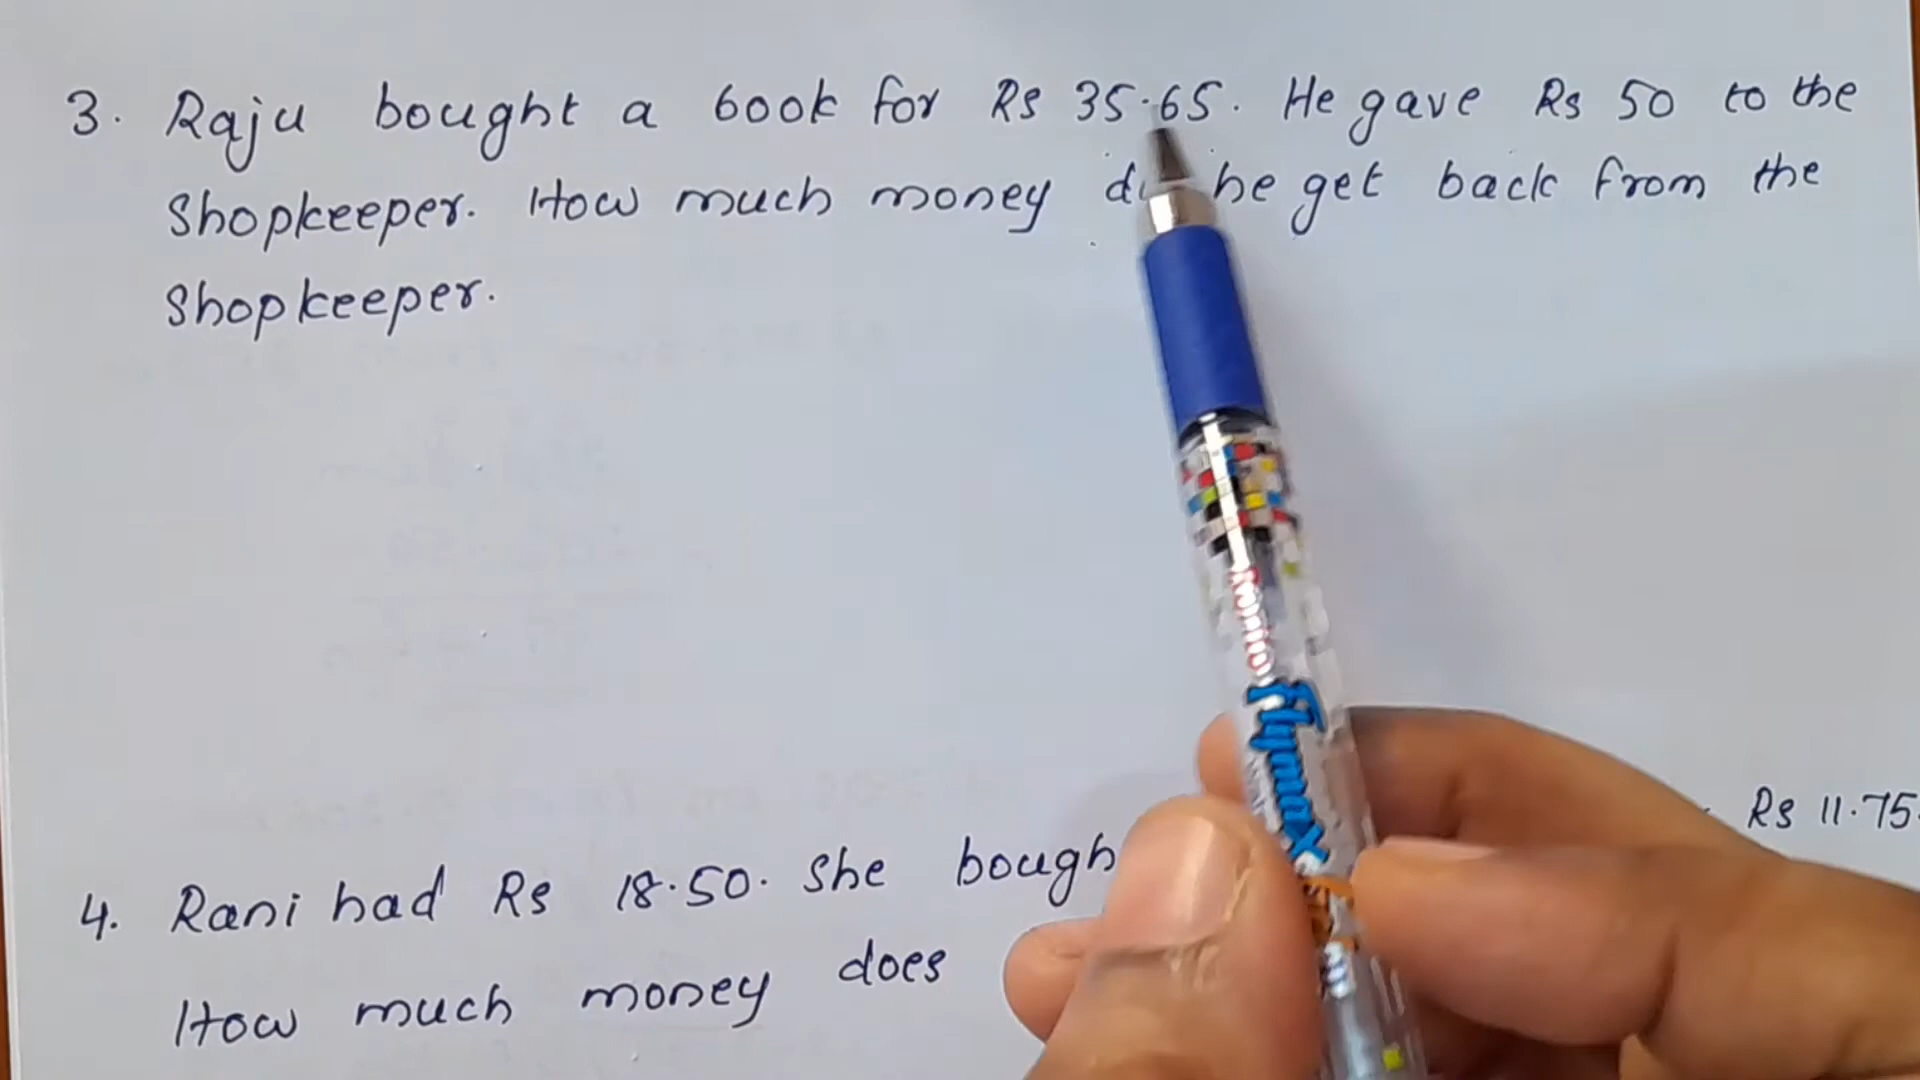 3. Raju bought a book for Rs 35.65. He gave Rs 50 to the
Shopkeeper. How much money he get back from the
Shopkeeper.
4. Rani had Rs 18.50. She Rs 11.75.
How much money does
Flymax